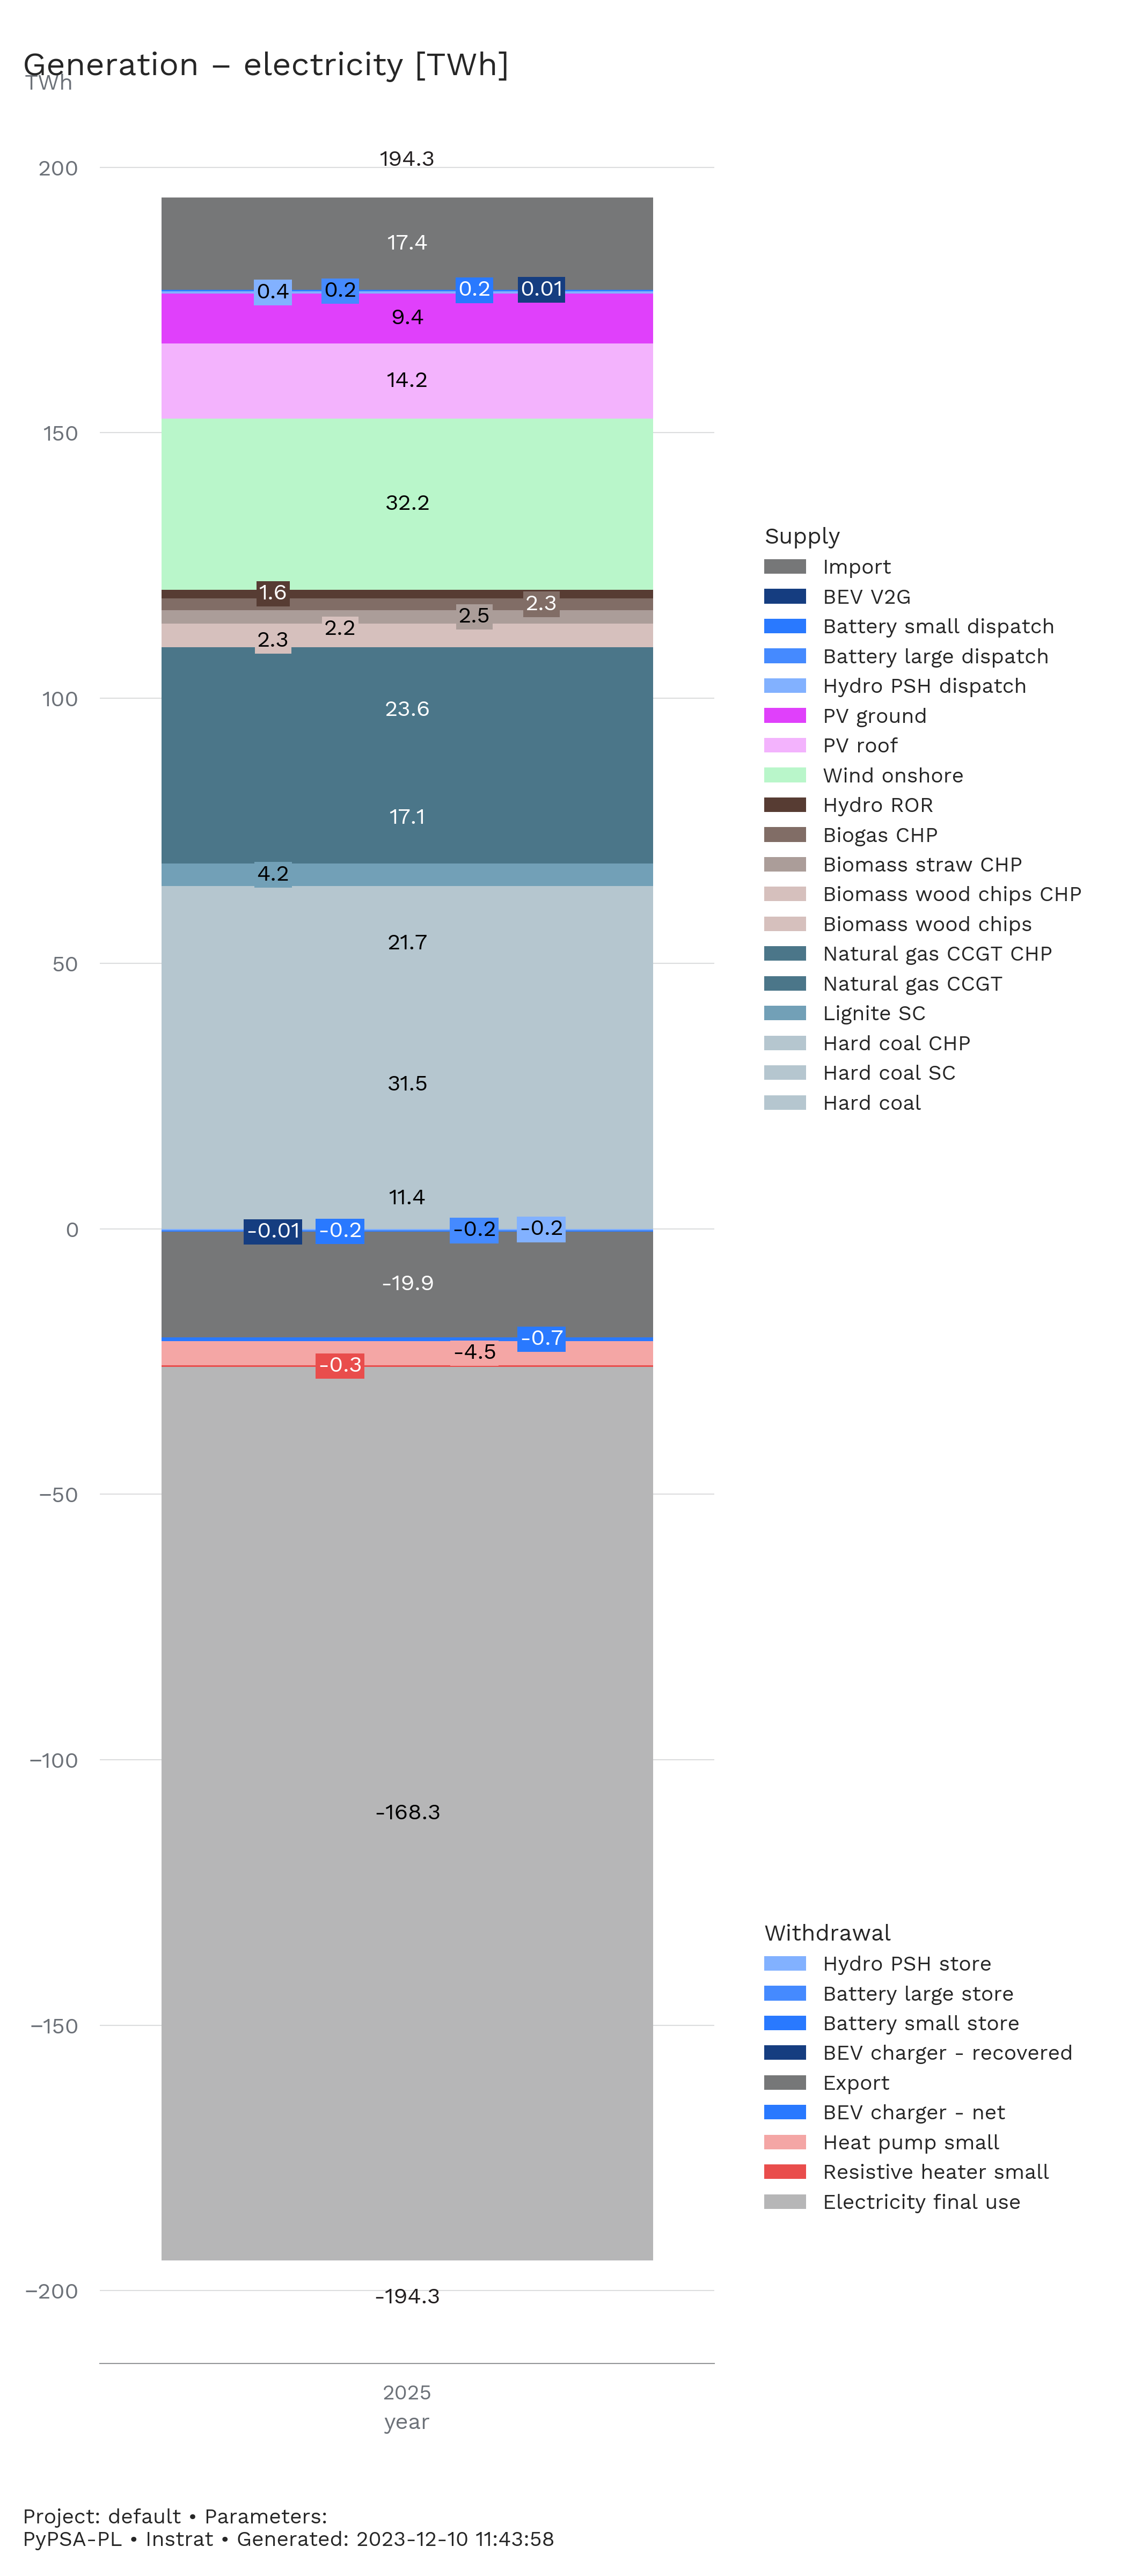 Generation – electricity [TWh]
TWh
194.3
200
17.4
0.4 0.2 0.2 0.01
9.4
14.2
150
32.2
1.6
2.3
2.5
2.2
2.3
100
23.6
17.1
4.2
21.7
50
31.5
11.4
0
-0.01 -0.2 -0.2 -0.2
-19.9
-0.7
-4.5
-0.3
−50
−100
-168.3
−150
−200
-194.3
2025
year
Supply
Import
BEV V2G
Battery small dispatch
Battery large dispatch
Hydro PSH dispatch
PV ground
PV roof
Wind onshore
Hydro ROR
Biogas CHP
Biomass straw CHP
Biomass wood chips CHP
Biomass wood chips
Natural gas CCGT CHP
Natural gas CCGT
Lignite SC
Hard coal CHP
Hard coal SC
Hard coal
Withdrawal
Hydro PSH store
Battery large store
Battery small store
BEV charger - recovered
Export
BEV charger - net
Heat pump small
Resistive heater small
Electricity final use
Project: default • Parameters:
PyPSA-PL • Instrat • Generated: 2023-12-10 11:43:58